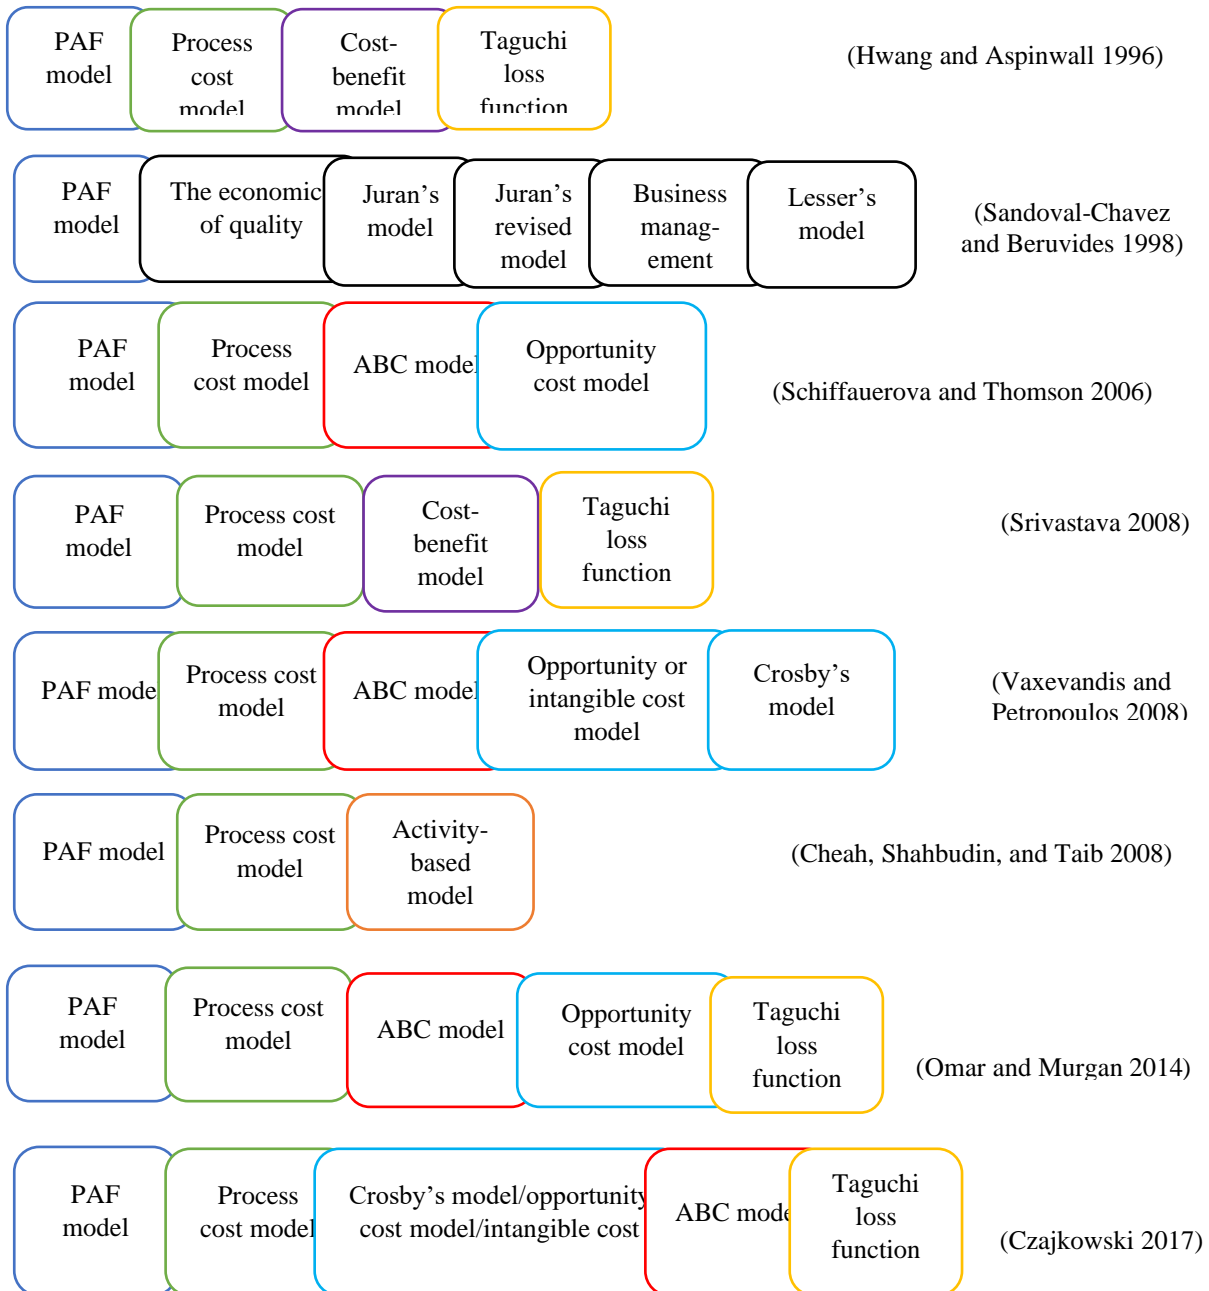 PAF
model
Process
cost
model
Cost-
benefit
model
Taguchi
loss
function
(Hwang and Aspinwall 1996)
PAF
model
The economic
of quality
Juran's
model
Juran's
revised
model
Business
manag-
ement
Lesser's
model
(Sandoval-Chavez
and Beruvides 1998)
PAF
model
Process
cost model
ABC model
Opportunity
cost model
(Schiffauerova and Thomson 2006)
PAF
model
Process cost
model
Cost-
benefit
model
Taguchi
loss
function
(Srivastava 2008)
PAF model
Process cost
model
ABC model
Opportunity or
intangible cost
model
Crosby's
model
(Vaxevandis and
Petropoulos 2008)
PAF model
Process cost
model
Activity-
based
model
(Cheah, Shahbudin, and Taib 2008)
PAF
model
Process cost
model
ABC model
Opportunity
cost model
Taguchi
loss
function
(Omar and Murgan 2014)
PAF
model
Process
cost model
Crosby's model/opportunity
cost model/intangible cost
ABC model
Taguchi
loss
function
(Czajkowski 2017)